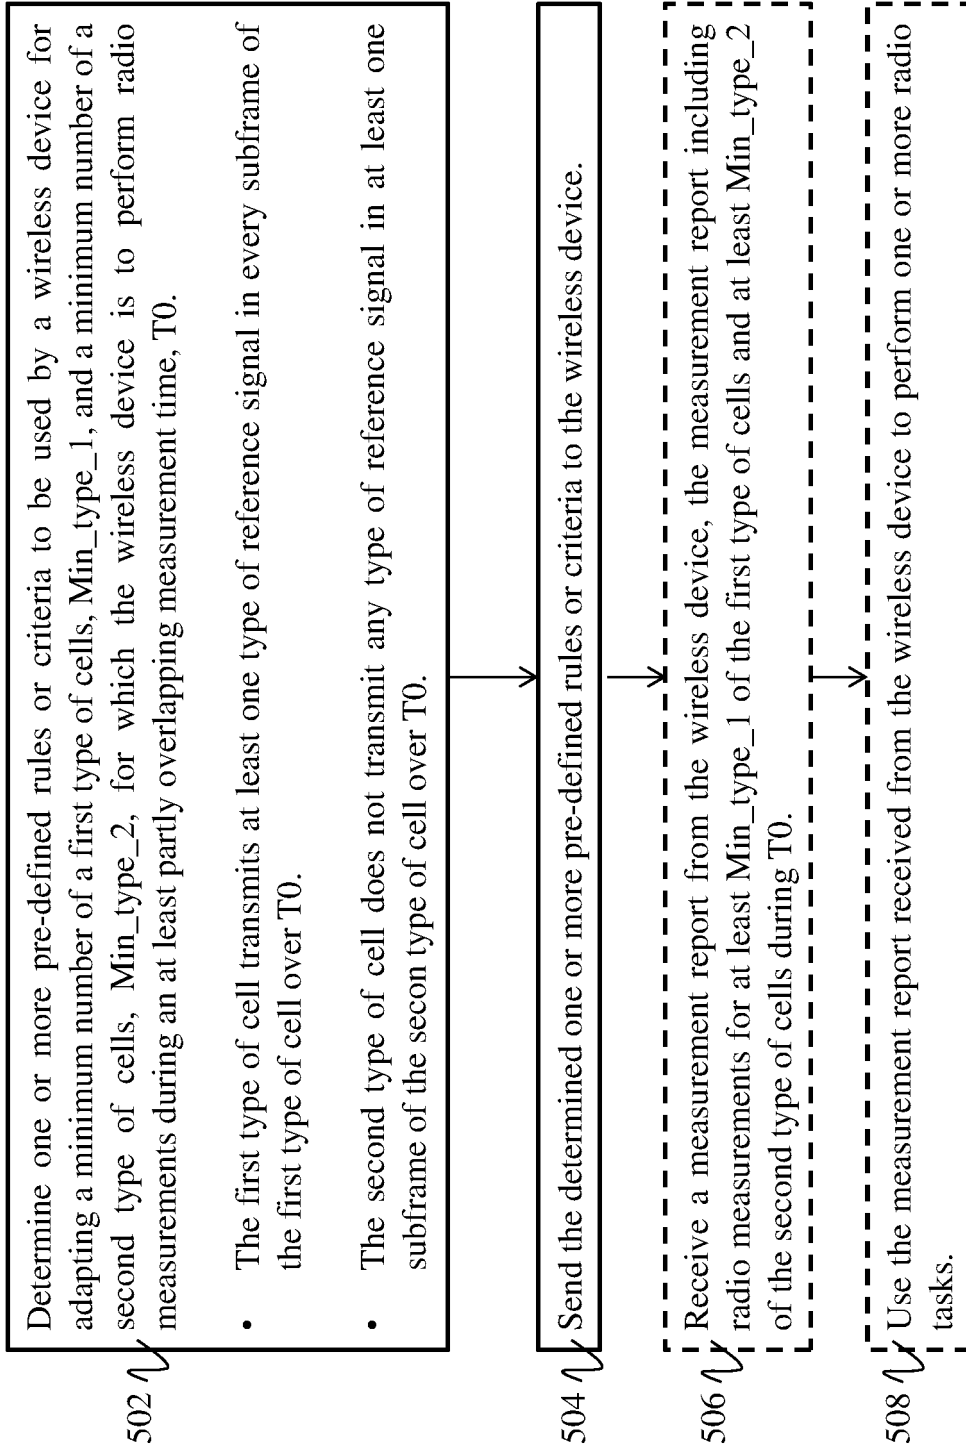 Determine one or more pre-defined rules or criteria to be used by a wireless device for
adapting a minimum number of a first type of cells, Min_type_1, and a minimum number of a
second type of cells, Min_type_2, for which the wireless device is to perform radio
measurements during an at least partly overlapping measurement time, T0.
• The first type of cell transmits at least one type of reference signal in every subframe of
the first type of cell over T0.
• The second type of cell does not transmit any type of reference signal in at least one
subframe of the secon type of cell over T0.
502
Send the determined one or more pre-defined rules or criteria to the wireless device.
504
Receive a measurement report from the wireless device, the measurement report including
radio measurements for at least Min_type_1 of the first type of cells and at least Min_type_2
of the second type of cells during T0.
506
Use the measurement report received from the wireless device to perform one or more radio
tasks.
508